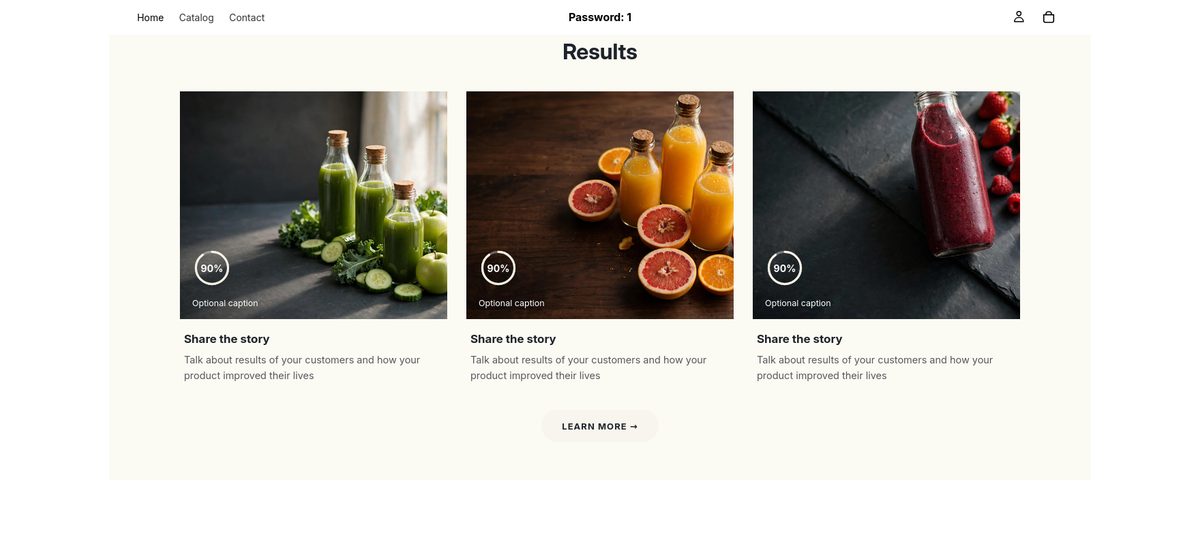 Home Catalog Contact Password: 1
Results
90%
Optional caption
90%
Optional caption
90%
Optional caption
Share the story
Talk about results of your customers and how your
product improved their lives
Share the story
Talk about results of your customers and how your
product improved their lives
Share the story
Talk about results of your customers and how your
product improved their lives
LEARN MORE →